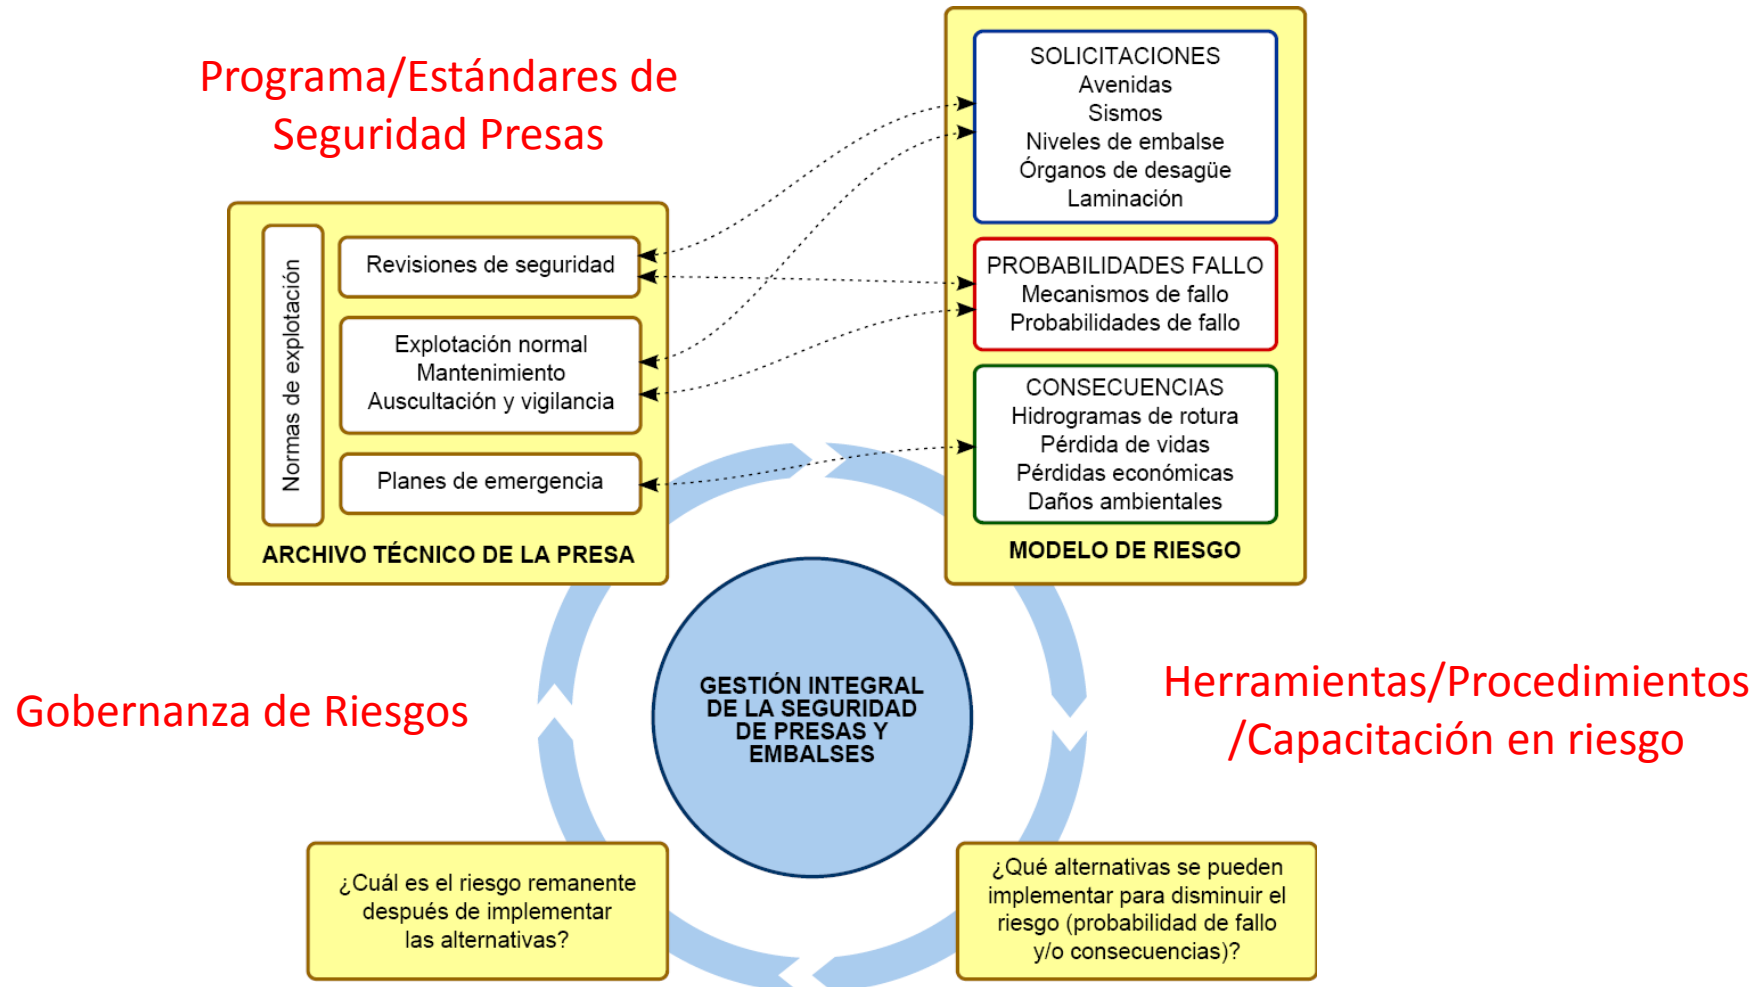 Programa/Estándares de
Seguridad Presas
Normas de explotación
Revisiones de seguridad
Explotación normal
Mantenimiento
Auscultación y vigilancia
Planes de emergencia
ARCHIVO TÉCNICO DE LA PRESA
SOLICITACIONES
Avenidas
Sismos
Niveles de embalse
Órganos de desagüe
Laminación
PROBABILIDADES FALLO
Mecanismos de fallo
Probabilidades de fallo
CONSECUENCIAS
Hidrogramas de rotura
Pérdida de vidas
Pérdidas económicas
Daños ambientales
MODELO DE RIESGO
Gobernanza de Riesgos
GESTIÓN INTEGRAL
DE LA SEGURIDAD
DE PRESAS Y
EMBALSES
Herramientas/Procedimientos
/Capacitación en riesgo
¿Cuál es el riesgo remanente
después de implementar
las alternativas?
¿Qué alternativas se pueden
implementar para disminuir el
riesgo (probabilidad de fallo
y/o consecuencias)?